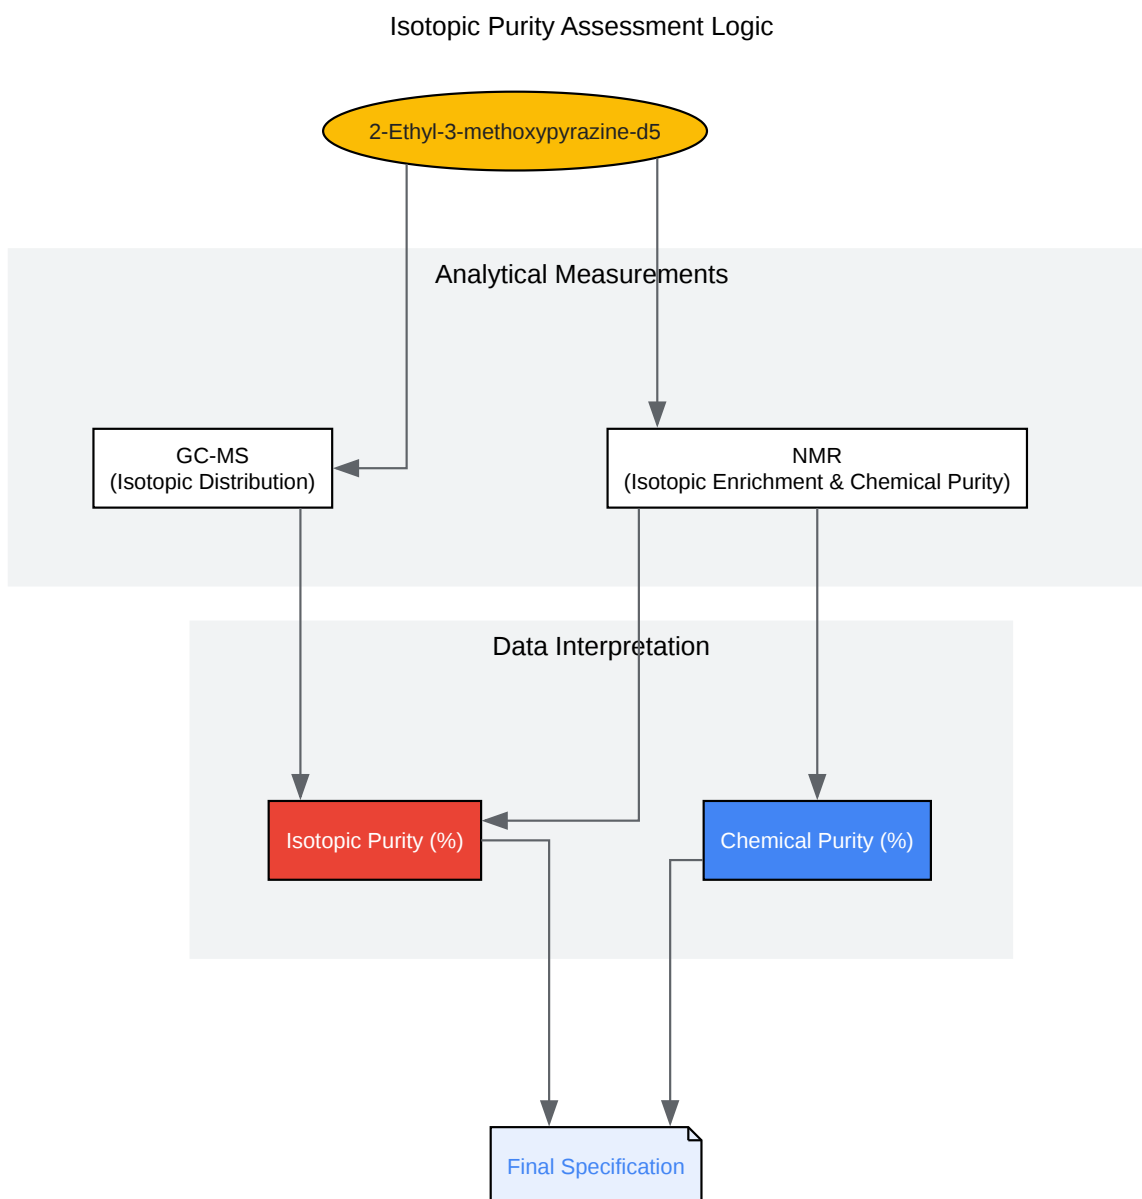 Isotopic Purity Assessment Logic
2-Ethyl-3-methoxypyrazine-d5
Analytical Measurements
GC-MS
(Isotopic Distribution)
NMR
(Isotopic Enrichment & Chemical Purity)
Data Interpretation
Isotopic Purity (%)
Chemical Purity (%)
Final Specification